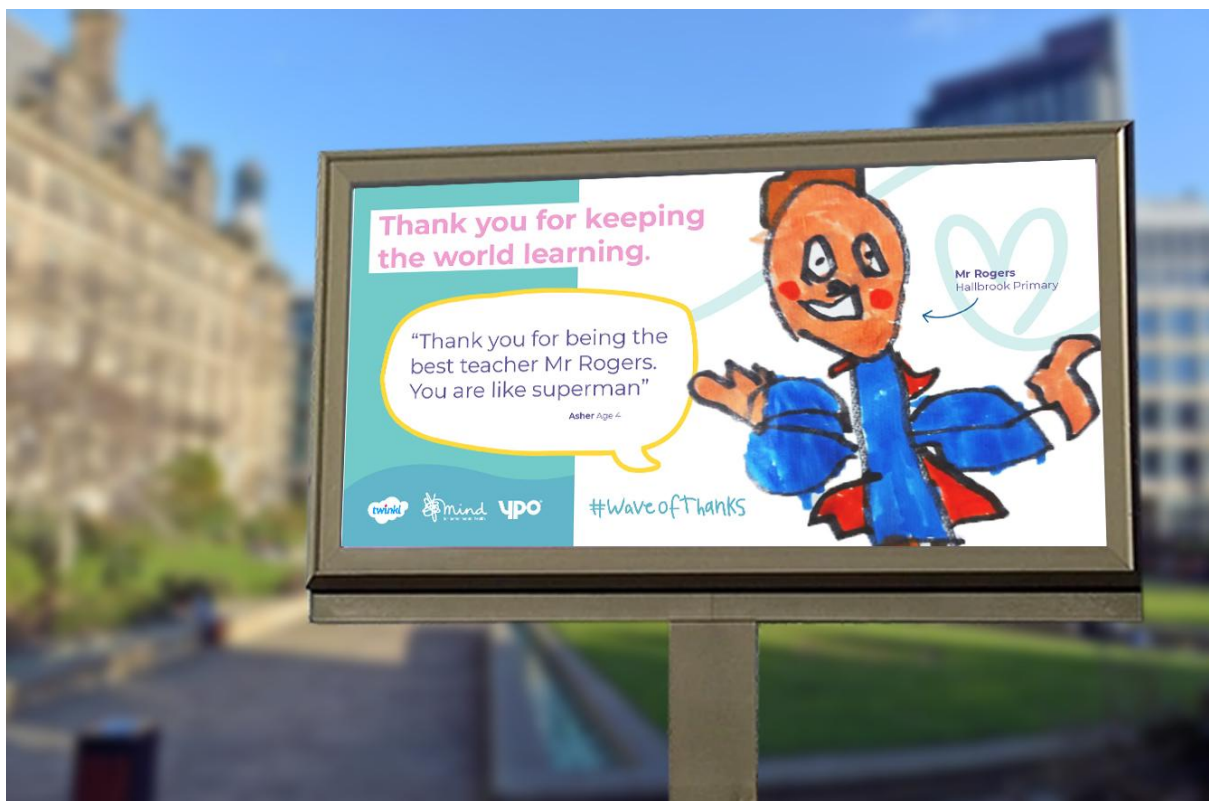 Thank you for keeping
the world learning.
“Thank you for being the
best teacher Mr Rogers.
You are like superman”
Asher Age 4
Mr Rogers
Hallbrook Primary
twinkl
mind
ypo
#WaveofThanks